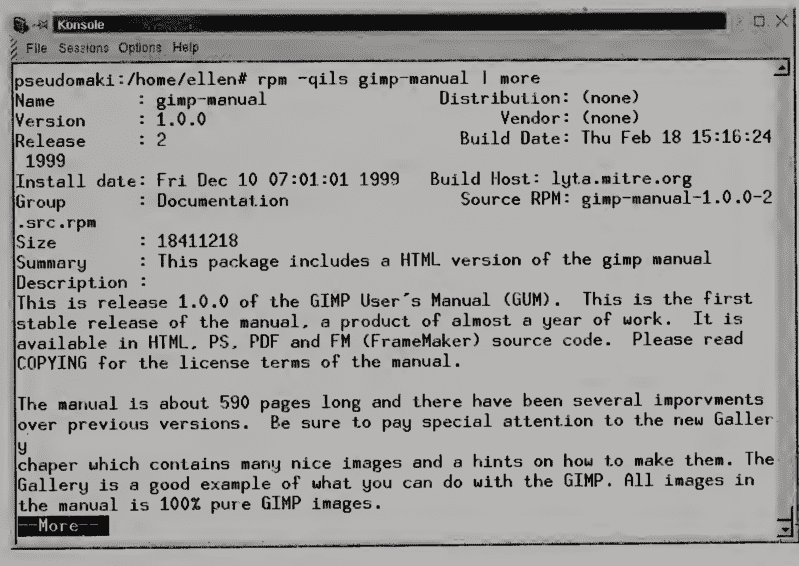 Konsole
File Sessions Options Help
pseudomaki:/home/ellen# rpm -qils gimp-manual | more
Name : gimp-manual Distribution: (none)
Version : 1.0.0 Vendor: (none)
Release : 2 Build Date: Thu Feb 18 15:16:24
1999
Install date: Fri Dec 10 07:01:01 1999 Build Host: lyta.mitre.org
Group : Documentation Source RPM: gimp-manual-1.0.0-2
.src.rpm
Size : 18411218
Summary : This package includes a HTML version of the gimp manual
Description :
This is release 1.0.0 of the GIMP User's Manual (GUM). This is the first
stable release of the manual, a product of almost a year of work. It is
available in HTML, PS, PDF and FM (FrameMaker) source code. Please read
COPYING for the license terms of the manual.
The manual is about 590 pages long and there have been several imporvments
over previous versions. Be sure to pay special attention to the new Galler
y
chaper which contains many nice images and a hints on how to make them. The
Gallery is a good example of what you can do with the GIMP. All images in
the manual is 100% pure GIMP images.
--More--